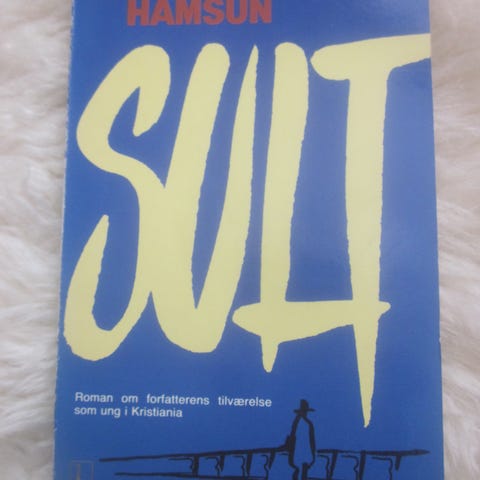 HAMSUN
SULT
Roman om forfatterens tilværelse
som ung i Kristiania